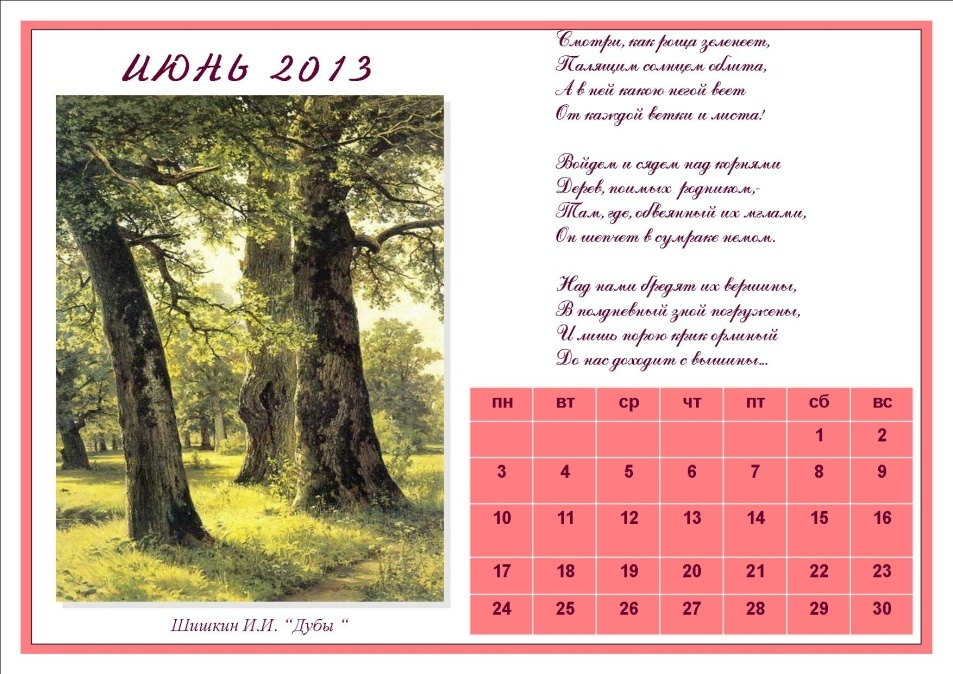 ИЮНЬ 2013
Смотри, как роща зеленеет,
Палящим солнцем облита,
А в ней какою негой веет
От каждой ветки и листа!
Войдем и сядем над корнями
Дерев, поимых родником,-
Там, где, обвеянный их мглами,
Он шепчет в сумраке немом.
Над нами бредят их вершины,
В полдневный зной погружены,
И лишь порою крик орлиный
До нас доходит с вышины...
пн вт ср чт пт сб вс
1 2
3 4 5 6 7 8 9
10 11 12 13 14 15 16
17 18 19 20 21 22 23
24 25 26 27 28 29 30
Шишкин И.И. “Дубы “